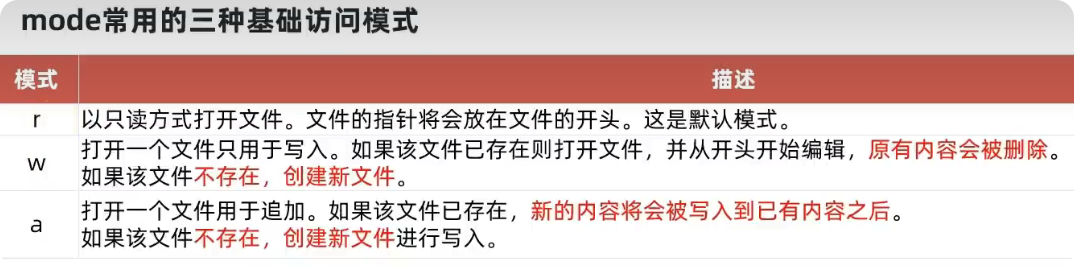 mode常用的三种基础访问模式
模式 描述
r 以只读方式打开文件。文件的指针将会放在文件的开头。这是默认模式。
w 打开一个文件只用于写入。如果该文件已存在则打开文件，并从开头开始编辑，原有内容会被删除。
如果该文件不存在，创建新文件。
a 打开一个文件用于追加。如果该文件已存在，新的内容将会被写入到已有内容之后。
如果该文件不存在，创建新文件进行写入。